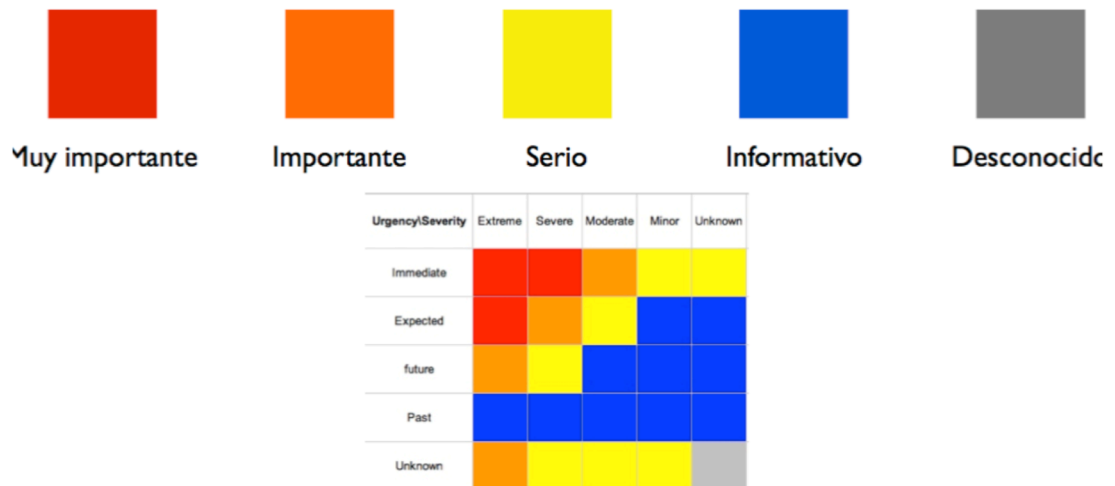 Muy importante Importante Serio Informativo Desconocido
Urgency\Severity Extreme Severe Moderate Minor Unknown
Immediate
Expected
future
Past
Unknown